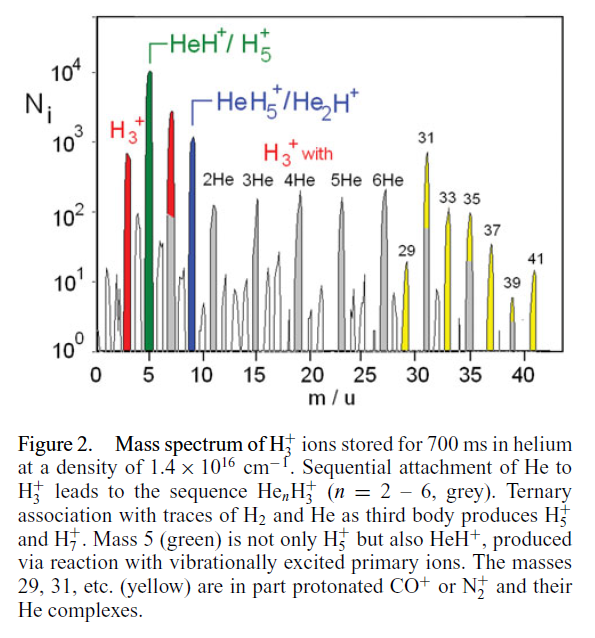 HeH⁺/ H₅⁺
10⁴
HeH₅⁺/He₂H⁺
Nᵢ
10³
H₃⁺
H₃⁺ with
31
2He 3He 4He 5He 6He
33 35
10²
37
29
41
39
10¹
10⁰
0 5 10 15 20 25 30 35 40
m / u
Figure 2. Mass spectrum of H₃⁺ ions stored for 700 ms in helium
at a density of 1.4 × 10¹⁶ cm⁻ᶠ. Sequential attachment of He to
H₃⁺ leads to the sequence HeₙH₃⁺ (n = 2 – 6, grey). Ternary
association with traces of H₂ and He as third body produces H₅⁺
and H₇⁺. Mass 5 (green) is not only H₅⁺ but also HeH⁺, produced
via reaction with vibrationally excited primary ions. The masses
29, 31, etc. (yellow) are in part protonated CO⁺ or N₂⁺ and their
He complexes.